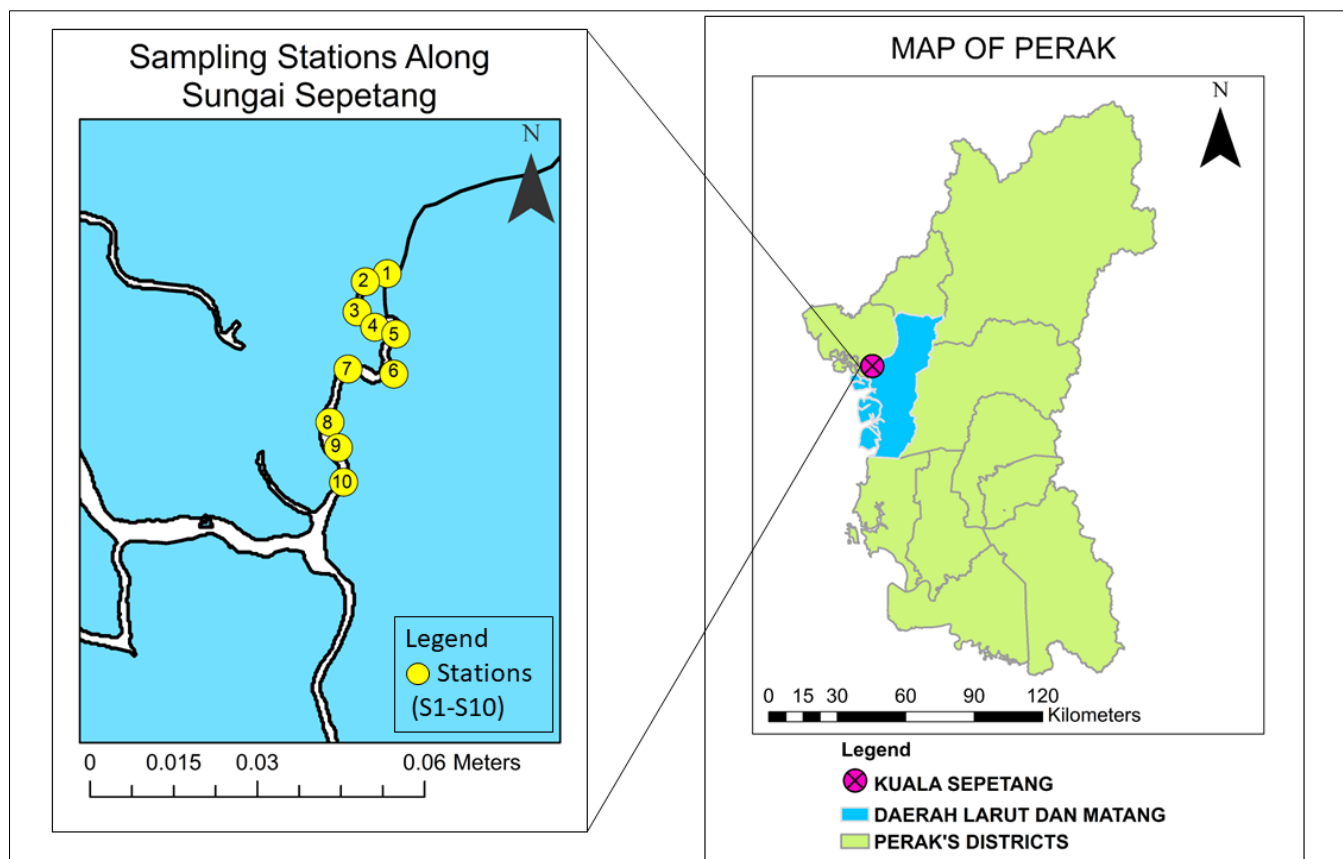 Sampling Stations Along
Sungai Sepetang
N
1
2
3
4
5
6
7
8
9
10
Legend
Stations
(S1-S10)
0 0.015 0.03 0.06 Meters
MAP OF PERAK
N
0 15 30 60 90 120
Kilometers
Legend
KUALA SEPETANG
DAERAH LARUT DAN MATANG
PERAK'S DISTRICTS